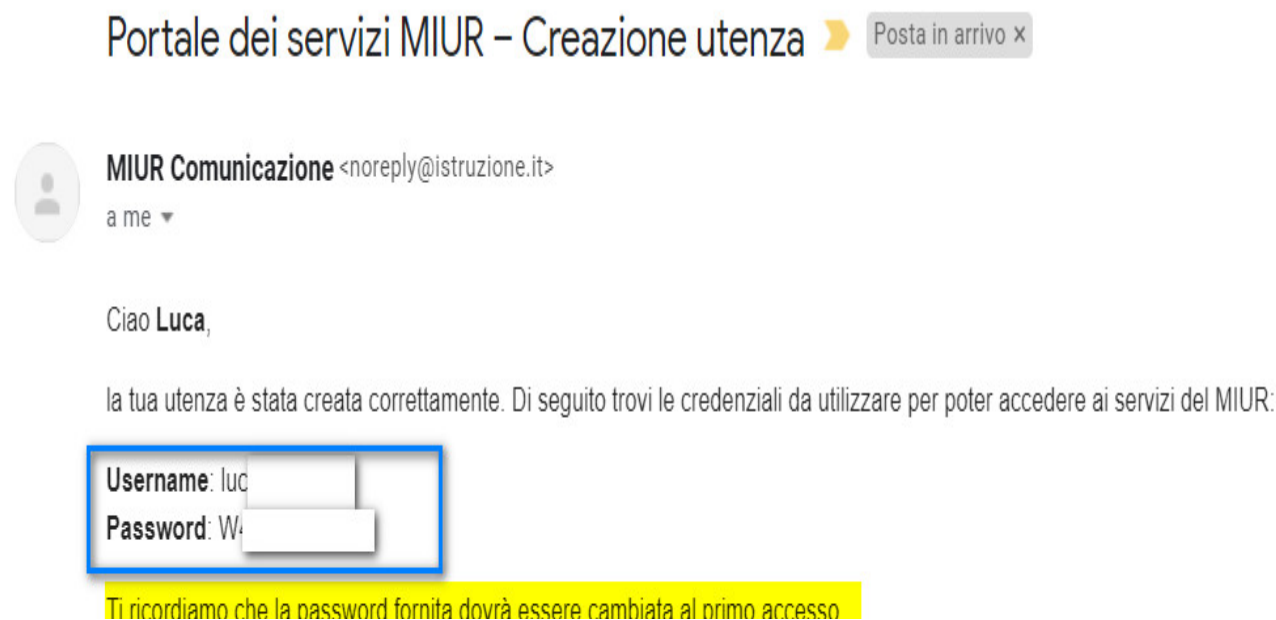 Portale dei servizi MIUR – Creazione utenza Posta in arrivo ×
MIUR Comunicazione <noreply@istruzione.it>
a me
Ciao Luca,
la tua utenza è stata creata correttamente. Di seguito trovi le credenziali da utilizzare per poter accedere ai servizi del MIUR:
Username: luc
Password: W4
Ti ricordiamo che la password fornita dovrà essere cambiata al primo accesso